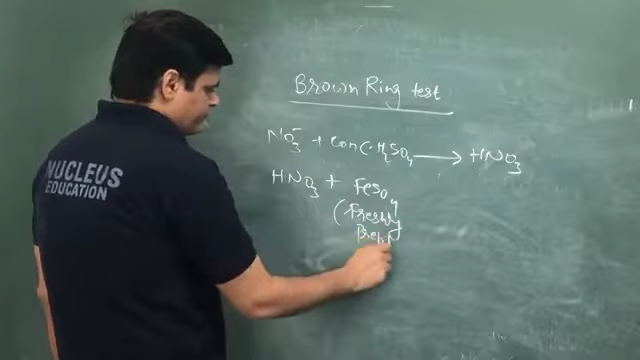 Brown Ring test
NO₃⁻ + conc. H₂SO₄ ⟶ HNO₃
HNO₃ + FeSO₄
(Freshly
Prep
NUCLEUS
EDUCATION